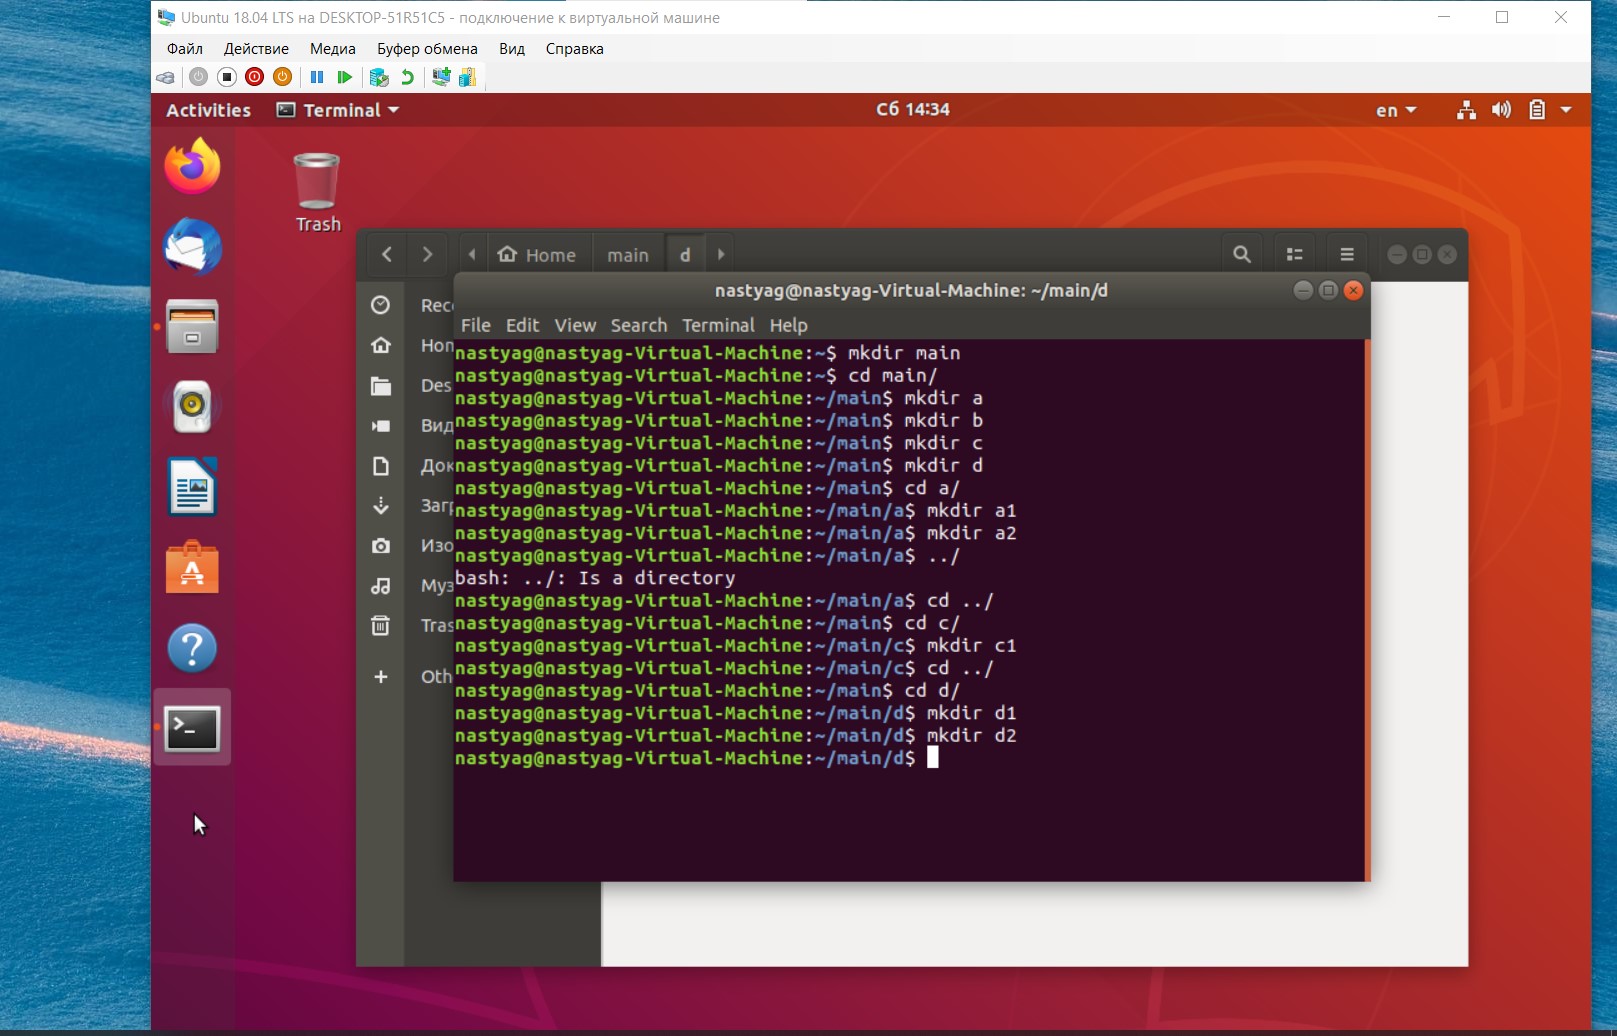 Ubuntu 18.04 LTS на DESKTOP-51R51C5 - подключение к виртуальной машине
Файл Действие Медиа Буфер обмена Вид Справка
Activities Terminal Сб 14:34 en
Trash
Home main d
nastyag@nastyag-Virtual-Machine: ~/main/d
File Edit View Search Terminal Help
Rec
Hom
Des
Вид
Док
Заг
Изо
Муз
Tras
Oth
nastyag@nastyag-Virtual-Machine:~$ mkdir main
nastyag@nastyag-Virtual-Machine:~$ cd main/
nastyag@nastyag-Virtual-Machine:~/main$ mkdir a
nastyag@nastyag-Virtual-Machine:~/main$ mkdir b
nastyag@nastyag-Virtual-Machine:~/main$ mkdir c
nastyag@nastyag-Virtual-Machine:~/main$ mkdir d
nastyag@nastyag-Virtual-Machine:~/main$ cd a/
nastyag@nastyag-Virtual-Machine:~/main/a$ mkdir a1
nastyag@nastyag-Virtual-Machine:~/main/a$ mkdir a2
nastyag@nastyag-Virtual-Machine:~/main/a$ ../
bash: ../: Is a directory
nastyag@nastyag-Virtual-Machine:~/main/a$ cd ../
nastyag@nastyag-Virtual-Machine:~/main$ cd c/
nastyag@nastyag-Virtual-Machine:~/main/c$ mkdir c1
nastyag@nastyag-Virtual-Machine:~/main/c$ cd ../
nastyag@nastyag-Virtual-Machine:~/main$ cd d/
nastyag@nastyag-Virtual-Machine:~/main/d$ mkdir d1
nastyag@nastyag-Virtual-Machine:~/main/d$ mkdir d2
nastyag@nastyag-Virtual-Machine:~/main/d$